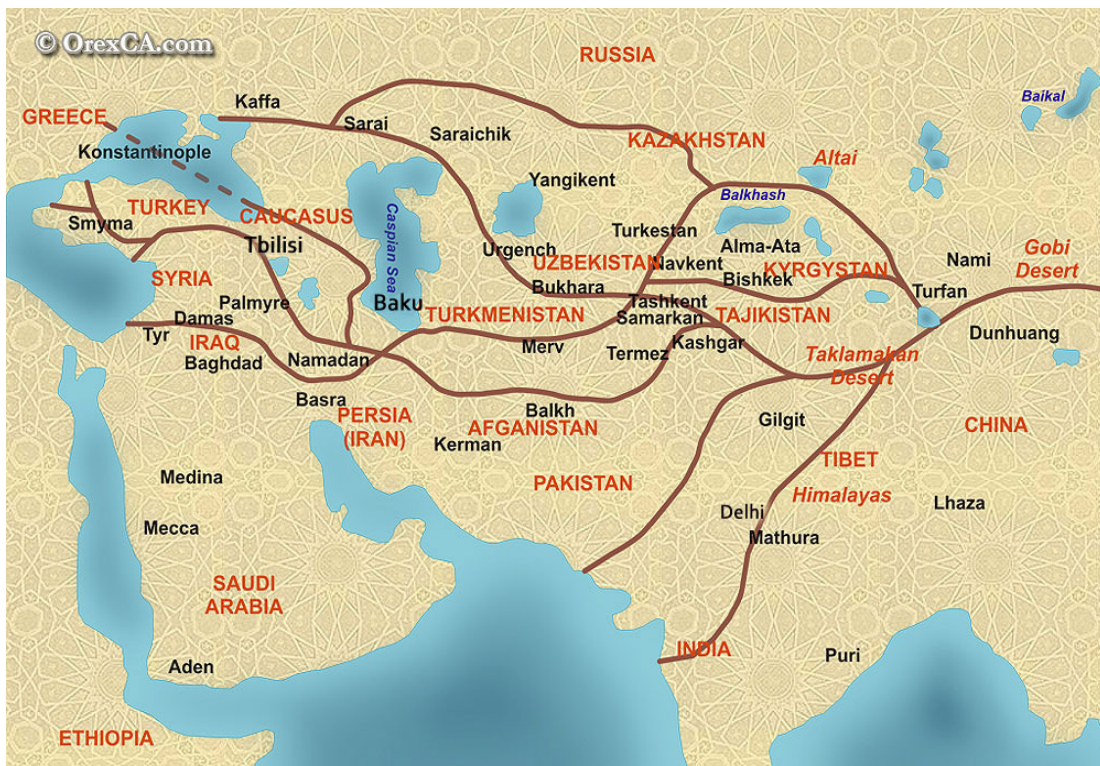 © OrexCA.com
RUSSIA
Baikal
Kaffa
GREECE
Sarai
Saraichik
KAZAKHSTAN
Konstantinople
Altai
Yangikent
Balkhash
TURKEY
CAUCASUS
Smyma
Caspian Sea
Turkestan
Tbilisi
Alma-Ata
Urgench
UZBEKISTAN
Navkent
Gobi
Desert
Nami
KYRGYSTAN
SYRIA
Bishkek
Bukhara
Turfan
Palmyre
Baku
Tashkent
TURKMENISTAN
Samarkan
TAJIKISTAN
Damas
Tyr
Dunhuang
IRAQ
Merv
Kashgar
Termez
Taklamakan
Desert
Baghdad
Namadan
Basra
Balkh
PERSIA
(IRAN)
Gilgit
AFGANISTAN
CHINA
Kerman
TIBET
Medina
PAKISTAN
Himalayas
Lhaza
Delhi
Mecca
Mathura
SAUDI
ARABIA
INDIA
Puri
Aden
ETHIOPIA